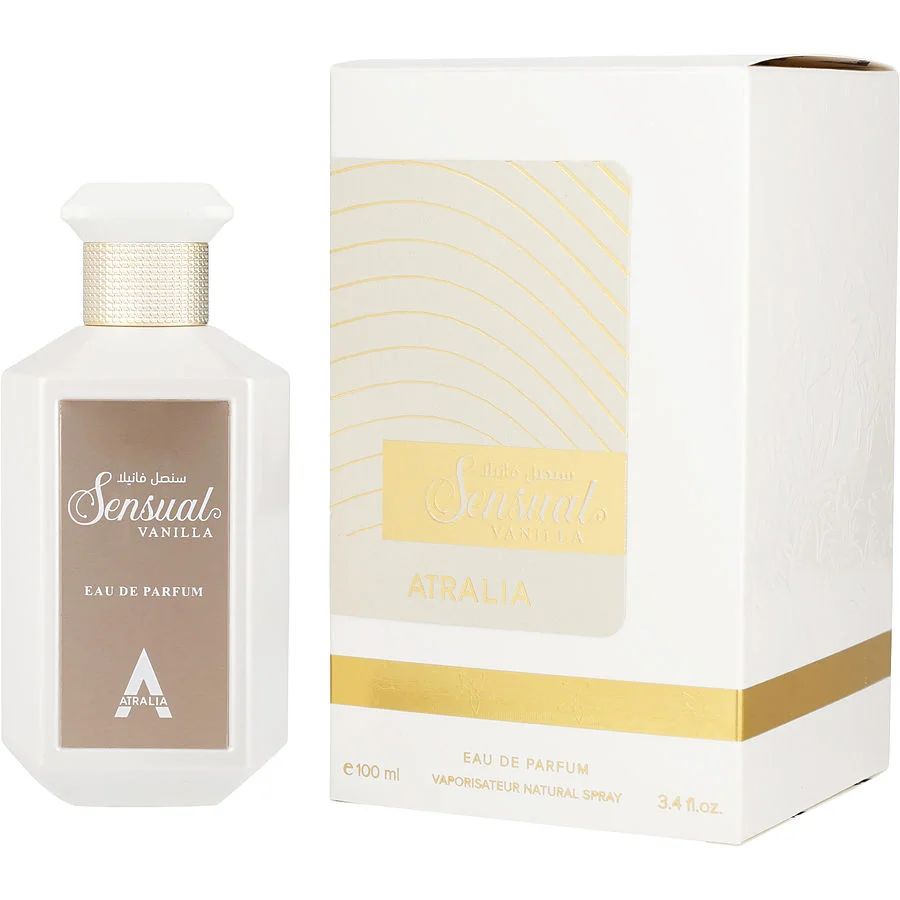 سنصل فانيلا
Sensual
VANILLA
EAU DE PARFUM
ATRALIA
سنصل فانيلا
Sensual
VANILLA
ATRALIA
EAU DE PARFUM
e 100 ml
VAPORISATEUR NATURAL SPRAY
3.4 fl.oz.